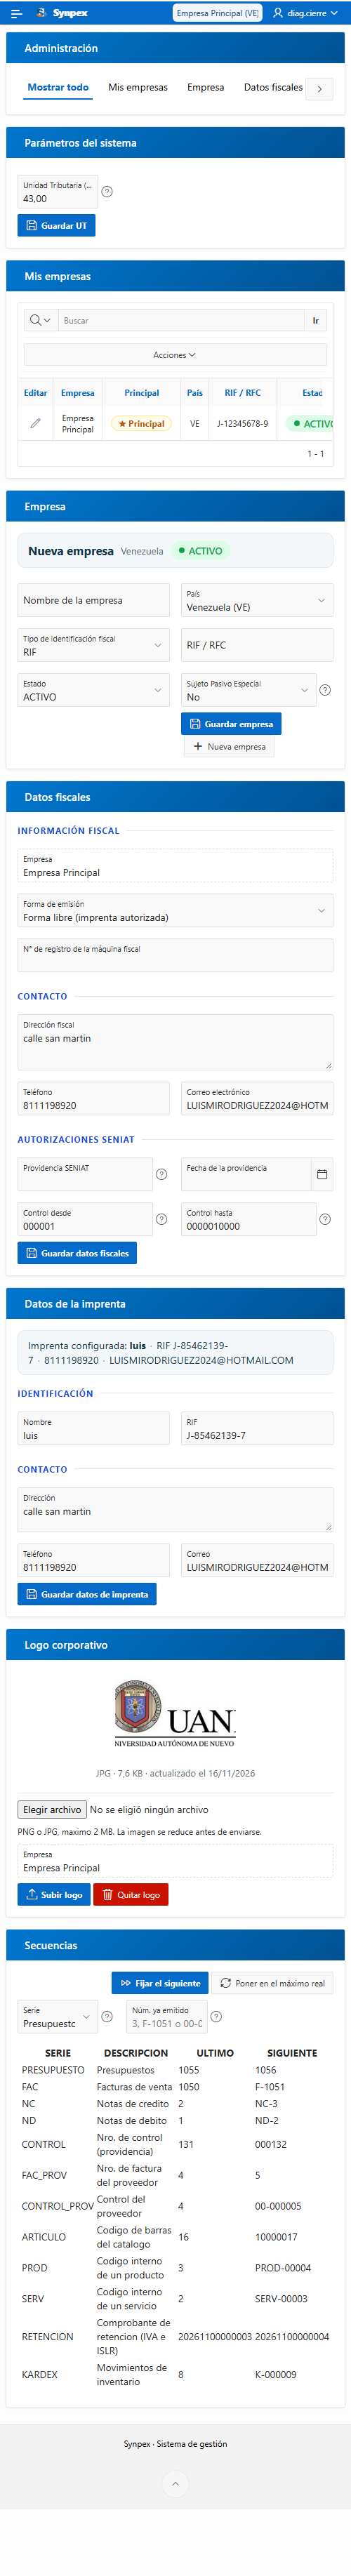 Synpex
Empresa Principal (VE)
diag.cierre
Administración
Mostrar todo
Mis empresas
Empresa
Datos fiscales
Parámetros del sistema
Unidad Tributaria (...
43,00
Guardar UT
Mis empresas
Buscar
Ir
Acciones
Editar Empresa Principal País RIF / RFC Estad
Empresa Principal ★ Principal VE J-12345678-9 ACTIVO
1 - 1
Empresa
Nueva empresa Venezuela ACTIVO
Nombre de la empresa
País
Venezuela (VE)
Tipo de identificación fiscal
RIF
RIF / RFC
Estado
ACTIVO
Sujeto Pasivo Especial
No
Guardar empresa
Nueva empresa
Datos fiscales
INFORMACIÓN FISCAL
Empresa
Empresa Principal
Forma de emisión
Forma libre (imprenta autorizada)
N° de registro de la máquina fiscal
CONTACTO
Dirección fiscal
calle san martin
Teléfono
8111198920
Correo electrónico
LUISMIRODRIGUEZ2024@HOTM
AUTORIZACIONES SENIAT
Providencia SENIAT
Fecha de la providencia
Control desde
000001
Control hasta
0000010000
Guardar datos fiscales
Datos de la imprenta
Imprenta configurada: luis · RIF J-85462139-
7 · 8111198920 · LUISMIRODRIGUEZ2024@HOTMAIL.COM
IDENTIFICACIÓN
Nombre
luis
RIF
J-85462139-7
CONTACTO
Dirección
calle san martin
Teléfono
8111198920
Correo
LUISMIRODRIGUEZ2024@HOTM
Guardar datos de imprenta
Logo corporativo
UAN
NIVERSIDAD AUTÓNOMA DE NUEVO
JPG · 7,6 KB · actualizado el 16/11/2026
Elegir archivo No se eligió ningún archivo
PNG o JPG, maximo 2 MB. La imagen se reduce antes de enviarse.
Empresa
Empresa Principal
Subir logo
Quitar logo
Secuencias
Fijar el siguiente
Poner en el máximo real
Serie
Presupuestc
Núm. ya emitido
3, F-1051 o 00-0
SERIE DESCRIPCION ULTIMO SIGUIENTE
PRESUPUESTO Presupuestos 1055 1056
FAC Facturas de venta 1050 F-1051
NC Notas de credito 2 NC-3
ND Notas de debito 1 ND-2
CONTROL Nro. de control (providencia) 131 000132
FAC_PROV Nro. de factura del proveedor 4 5
CONTROL_PROV Control del proveedor 4 00-000005
ARTICULO Codigo de barras del catalogo 16 10000017
PROD Codigo interno de un producto 3 PROD-00004
SERV Codigo interno de un servicio 2 SERV-00003
RETENCION Comprobante de retencion (IVA e ISLR) 20261100000003 20261100000004
KARDEX Movimientos de inventario 8 K-000009
Synpex - Sistema de gestión